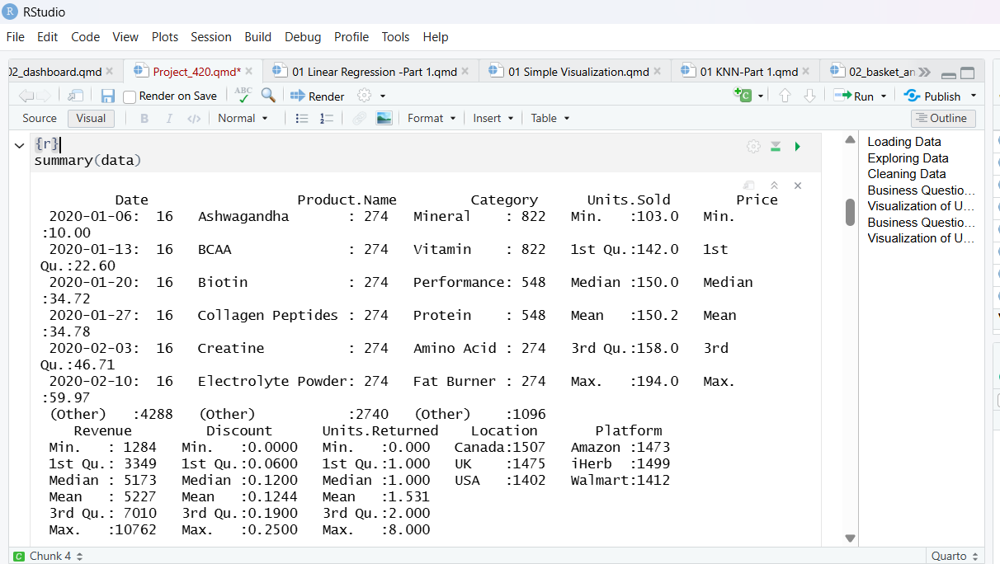 RStudio
File Edit Code View Plots Session Build Debug Profile Tools Help
02_dashboard.qmd Project_420.qmd* 01 Linear Regression -Part 1.qmd 01 Simple Visualization.qmd 01 KNN-Part 1.qmd 02_basket_an
Render on Save ABC Render C Run Publish
Source Visual B I </> Normal Format Insert Table Outline
{r}
summary(data)
Date Product.Name Category Units.Sold Price
2020-01-06: 16 Ashwagandha : 274 Mineral : 822 Min. :103.0 Min.
:10.00
2020-01-13: 16 BCAA : 274 Vitamin : 822 1st Qu.:142.0 1st
Qu.:22.60
2020-01-20: 16 Biotin : 274 Performance: 548 Median :150.0 Median
:34.72
2020-01-27: 16 Collagen Peptides : 274 Protein : 548 Mean :150.2 Mean
:34.78
2020-02-03: 16 Creatine : 274 Amino Acid : 274 3rd Qu.:158.0 3rd
Qu.:46.71
2020-02-10: 16 Electrolyte Powder: 274 Fat Burner : 274 Max. :194.0 Max.
:59.97
(Other) :4288 (Other) :2740 (Other) :1096
Revenue Discount Units.Returned Location Platform
Min. : 1284 Min. :0.0000 Min. :0.000 Canada:1507 Amazon :1473
1st Qu.: 3349 1st Qu.:0.0600 1st Qu.:1.000 UK :1475 iHerb :1499
Median : 5173 Median :0.1200 Median :1.000 USA :1402 Walmart:1412
Mean : 5227 Mean :0.1244 Mean :1.531
3rd Qu.: 7010 3rd Qu.:0.1900 3rd Qu.:2.000
Max. :10762 Max. :0.2500 Max. :8.000
Loading Data
Exploring Data
Cleaning Data
Business Questio...
Visualization of U...
Business Questio...
Visualization of U...
C Chunk 4 Quarto